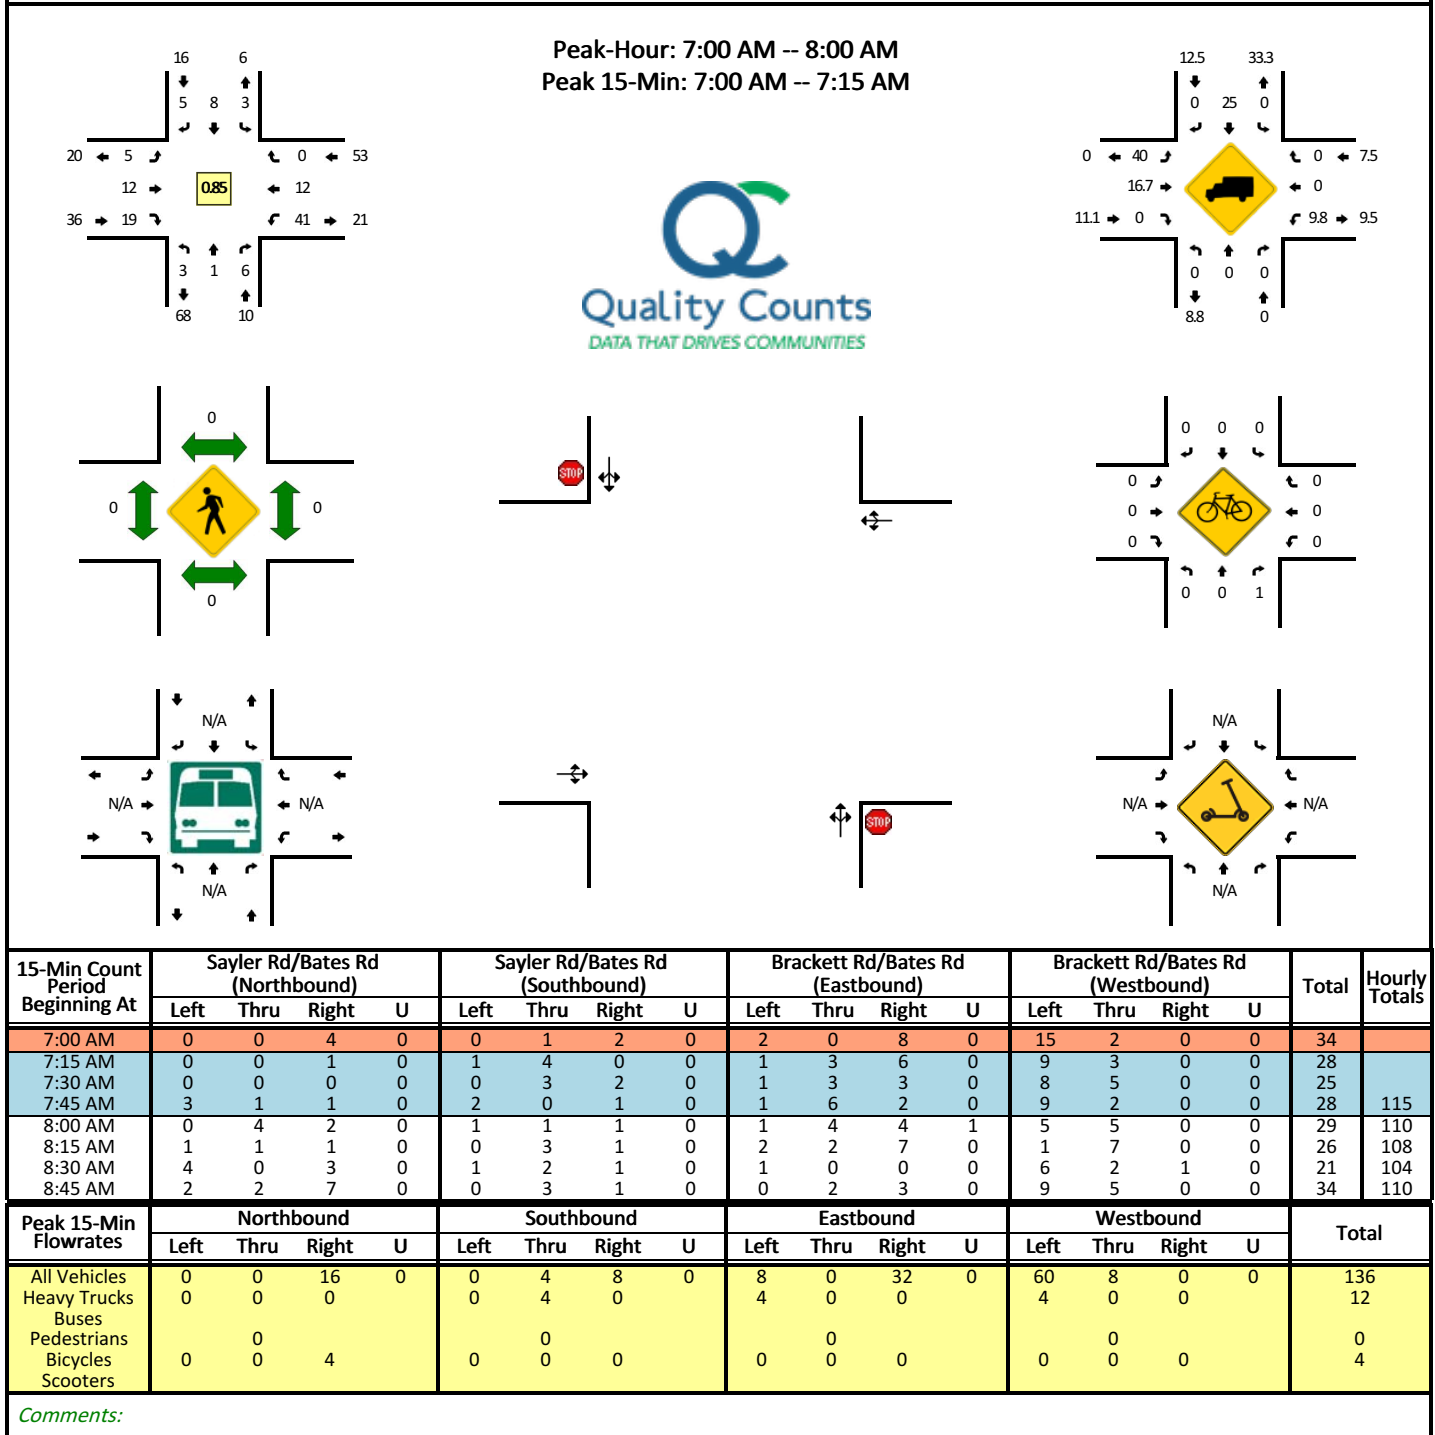 Peak-Hour: 7:00 AM -- 8:00 AM
Peak 15-Min: 7:00 AM -- 7:15 AM
16 6
5 8 3
20 5 0 53
12 0.85 12
36 19 41 21
3 1 6
68 10
QC
Quality Counts
DATA THAT DRIVES COMMUNITIES
12.5 33.3
0 25 0
0 40 0 7.5
16.7 0
11.1 0 9.8 9.5
0 0 0
8.8 0
0
0 0
0
STOP
0 0 0
0 0
0 0
0 0
0 0 1
N/A
N/A N/A
N/A
STOP
N/A
N/A N/A
N/A
15-Min Count Period Beginning At Sayler Rd/Bates Rd (Northbound) Sayler Rd/Bates Rd (Southbound) Brackett Rd/Bates Rd (Eastbound) Brackett Rd/Bates Rd (Westbound) Total Hourly Totals
Left Thru Right U Left Thru Right U Left Thru Right U Left Thru Right U
7:00 AM 0 0 4 0 0 1 2 0 2 0 8 0 15 2 0 0 34
7:15 AM 0 0 1 0 1 4 0 0 1 3 6 0 9 3 0 0 28
7:30 AM 0 0 0 0 0 3 2 0 1 3 3 0 8 5 0 0 25
7:45 AM 3 1 1 0 2 0 1 0 1 6 2 0 9 2 0 0 28 115
8:00 AM 0 4 2 0 1 1 1 0 1 4 4 1 5 5 0 0 29 110
8:15 AM 1 1 1 0 0 3 1 0 2 2 7 0 1 7 0 0 26 108
8:30 AM 4 0 3 0 1 2 1 0 1 0 0 0 6 2 1 0 21 104
8:45 AM 2 2 7 0 0 3 1 0 0 2 3 0 9 5 0 0 34 110
Peak 15-Min Flowrates Northbound Southbound Eastbound Westbound Total
Left Thru Right U Left Thru Right U Left Thru Right U Left Thru Right U
All Vehicles 0 0 16 0 0 4 8 0 8 0 32 0 60 8 0 0 136
Heavy Trucks 0 0 0 0 4 0 4 0 0 4 0 0 12
Buses
Pedestrians 0 0 0 0 0
Bicycles 0 0 4 0 0 0 0 0 0 0 0 0 4
Scooters
Comments: